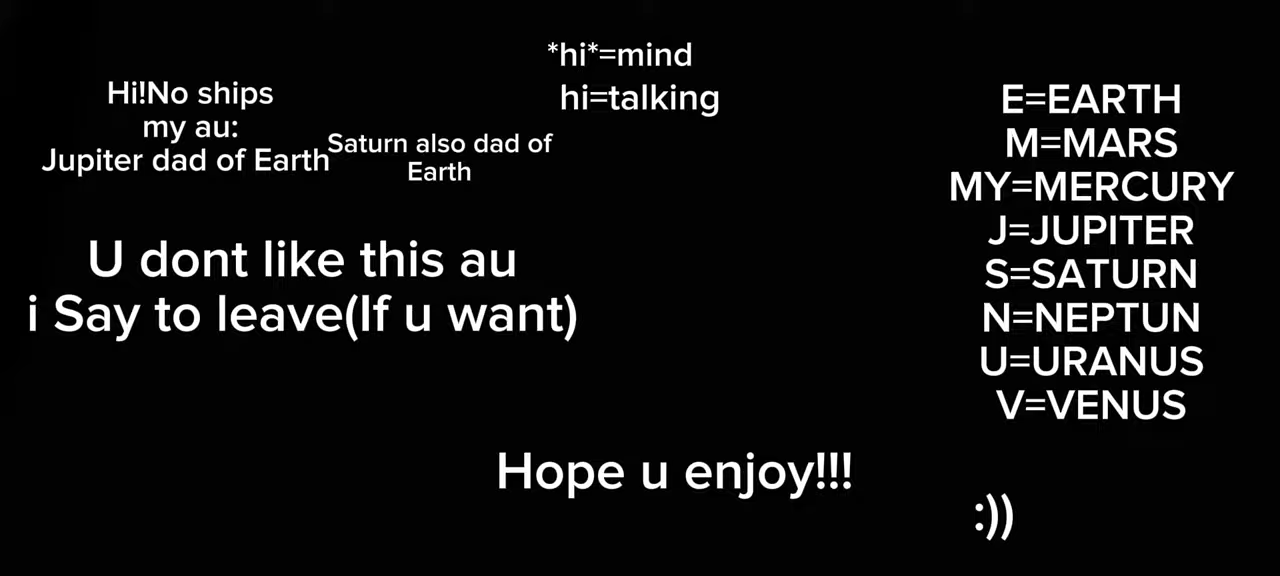 *hi*=mind
hi=talking
Hi!No ships
my au:
Jupiter dad of Earth
Saturn also dad of
Earth
E=EARTH
M=MARS
MY=MERCURY
J=JUPITER
S=SATURN
N=NEPTUN
U=URANUS
V=VENUS
U dont like this au
i Say to leave(If u want)
Hope u enjoy!!!
:))